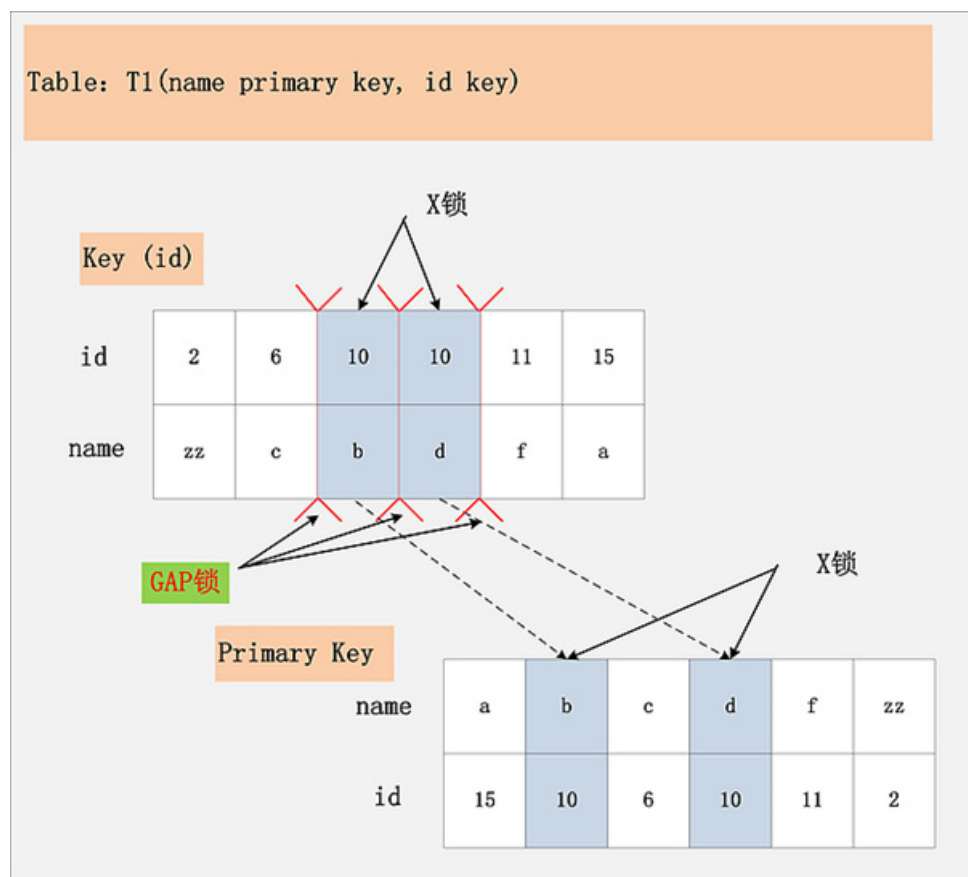 Table: T1(name primary key, id key)
X锁
Key (id)
id 2 6 10 10 11 15
name zz c b d f a
GAP锁
X锁
Primary Key
name a b c d f zz
id 15 10 6 10 11 2